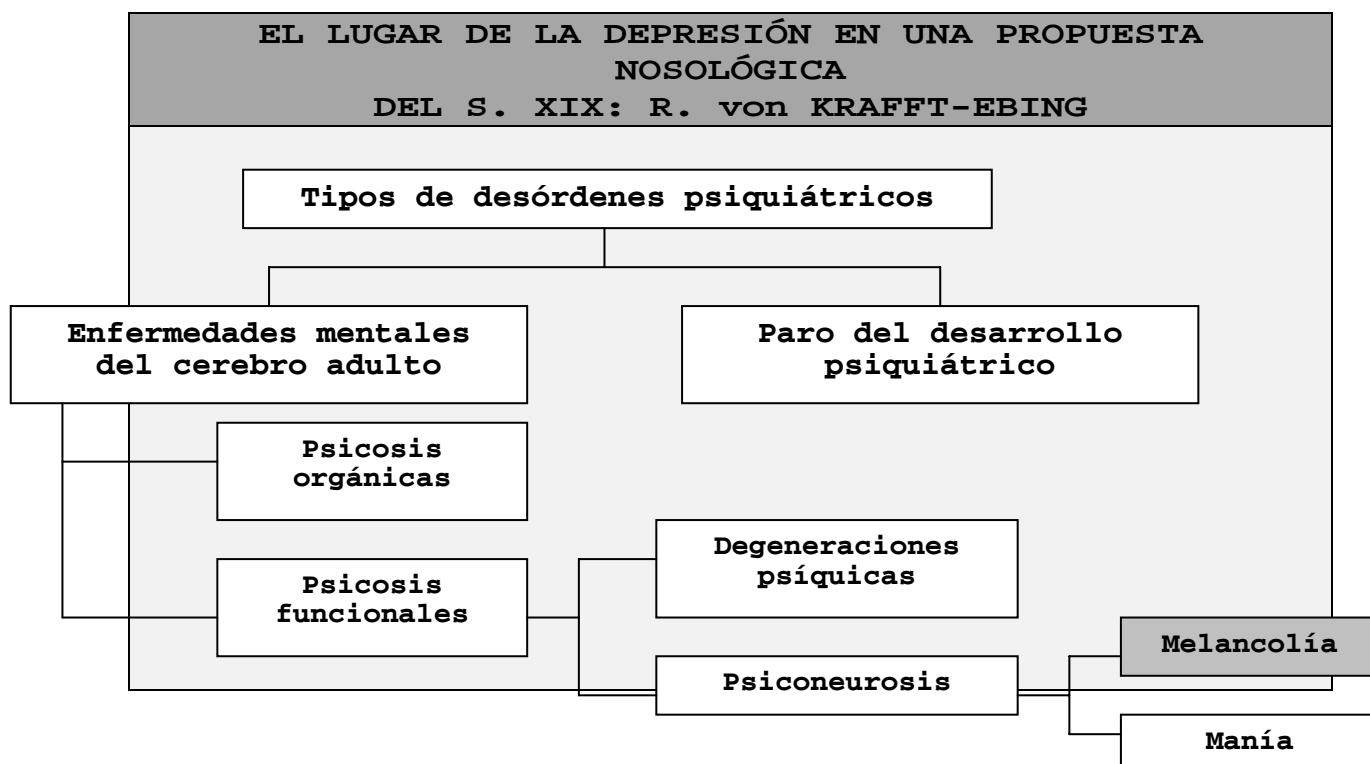 EL LUGAR DE LA DEPRESIÓN EN UNA PROPUESTA
NOSOLÓGICA
DEL S. XIX: R. von KRAFFT-EBING
Tipos de desórdenes psiquiátricos
Enfermedades mentales
del cerebro adulto
Paro del desarrollo
psiquiátrico
Psicosis
orgánicas
Degeneraciones
psíquicas
Psicosis
funcionales
Melancolía
Psiconeurosis
Manía